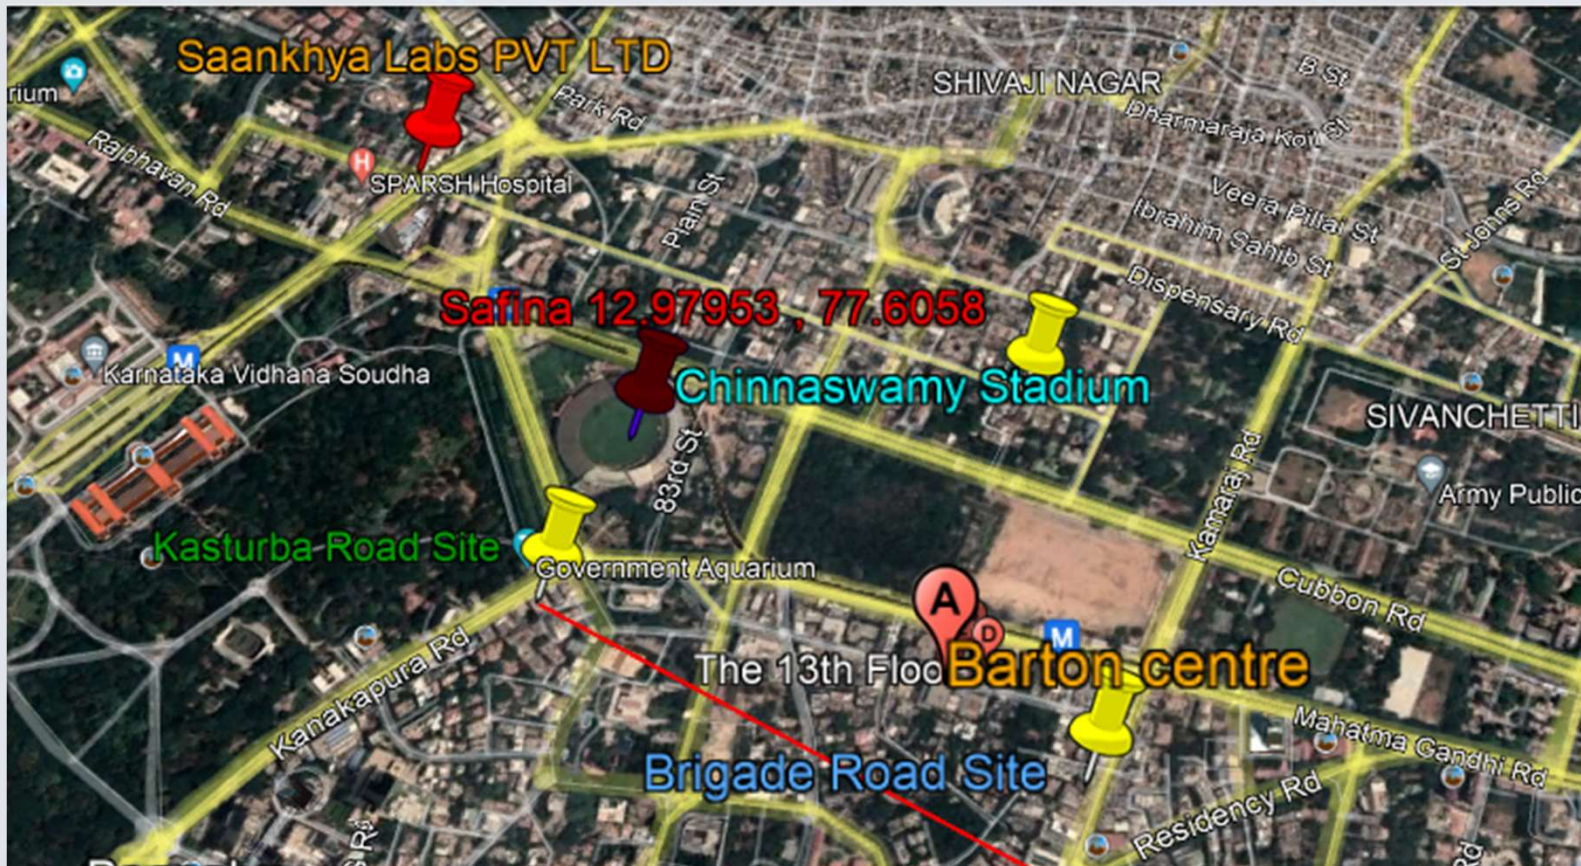 Saankhya Labs PVT LTD
SHIVAJI NAGAR
B St
rium
Park Rd
Dharmaraja Koil St
Rajbhavan Rd
H
SPARSH Hospital
Plain St
Veera Pillai St
Ibrahim Sahib St
St Johns Rd
Dispensary Rd
Safina 12.97953 , 77.6058
M
Karnataka Vidhana Soudha
Chinnaswamy Stadium
SIVANCHETTI
83rd St
Kamaraj Rd
Army Public
Kasturba Road Site
Government Aquarium
Cubbon Rd
A
D
M
The 13th Floo
Barton centre
Kanakapura Rd
Mahatma Gandhi Rd
Brigade Road Site
Residency Rd